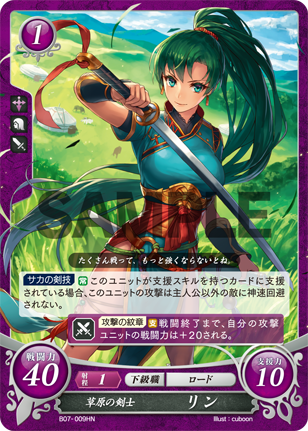 1
SAMPLE
たくさん戦って、もっと強くならないとね。
サカの剣技 常 このユニットが支援スキルを持つカードに支援
されている場合、このユニットの攻撃は主人公以外の敵に神速回避
されない。
攻撃の紋章 支 戦闘終了まで、自分の攻撃
ユニットの戦闘力は+20される。
戦闘力
40
射程 1 下級職 ロード
支援力
10
草原の剣士 リン
B07-009HN
Illust:cuboon